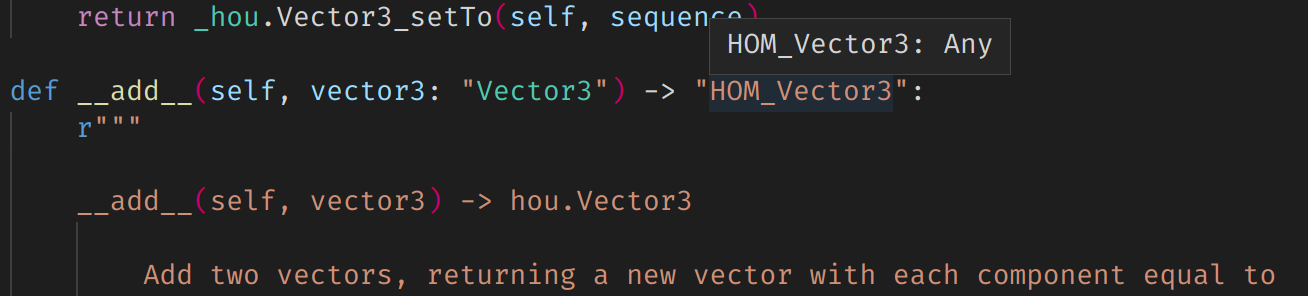 return _hou.Vector3_setTo(self, sequence)
HOM_Vector3: Any
def __add__(self, vector3: "Vector3") -> "HOM_Vector3":
r"""
__add__(self, vector3) -> hou.Vector3
Add two vectors, returning a new vector with each component equal to